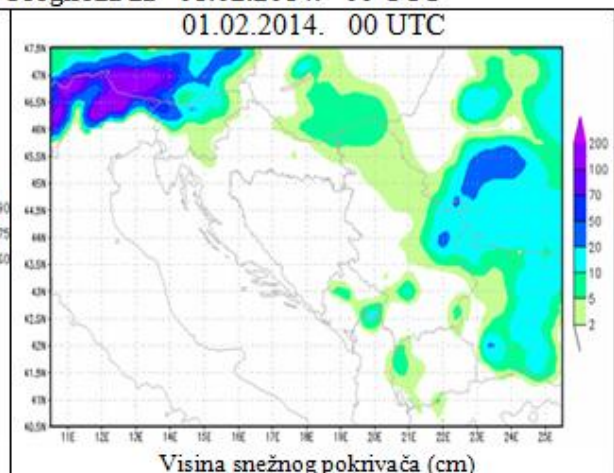 01.02.2014. 00 UTC
47.5N
47N
46.5N
46N
45.5N
45N
44.5N
44N
43.5N
43N
42.5N
42N
41.5N
41N
40.5N
11E 12E 13E 14E 15E 16E 17E 18E 19E 20E 21E 22E 23E 24E 25E
200
100
70
50
20
10
5
2
Visina snežnog pokrivača (cm)